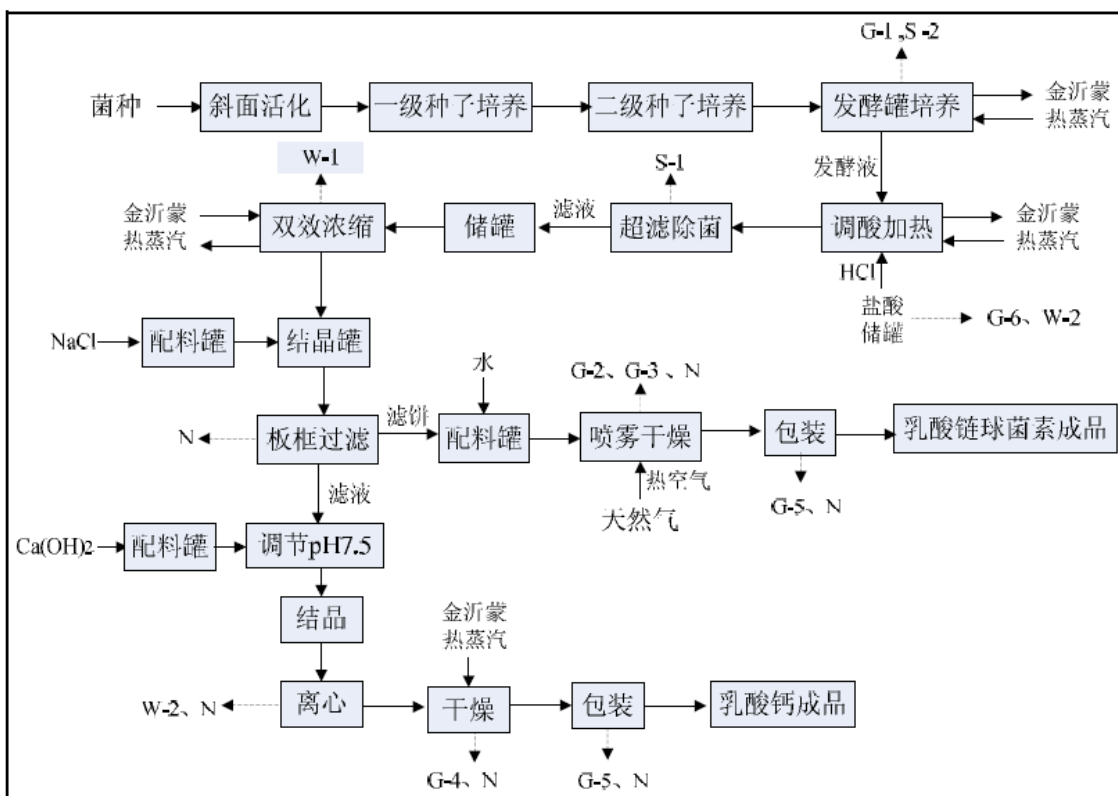 G-1、S-2
菌种
斜面活化
一级种子培养
二级种子培养
发酵罐培养
金沂蒙
热蒸汽
W-1
S-1
发酵液
金沂蒙
热蒸汽
双效浓缩
储罐
滤液
超滤除菌
调酸加热
金沂蒙
热蒸汽
HCl
盐酸
储罐
G-6、W-2
NaCl
配料罐
结晶罐
水
G-2、G-3、N
N
板框过滤
滤饼
配料罐
喷雾干燥
包装
乳酸链球菌素成品
滤液
热空气
天然气
G-5、N
Ca(OH)2
配料罐
调节pH7.5
结晶
金沂蒙
热蒸汽
W-2、N
离心
干燥
包装
乳酸钙成品
G-4、N
G-5、N